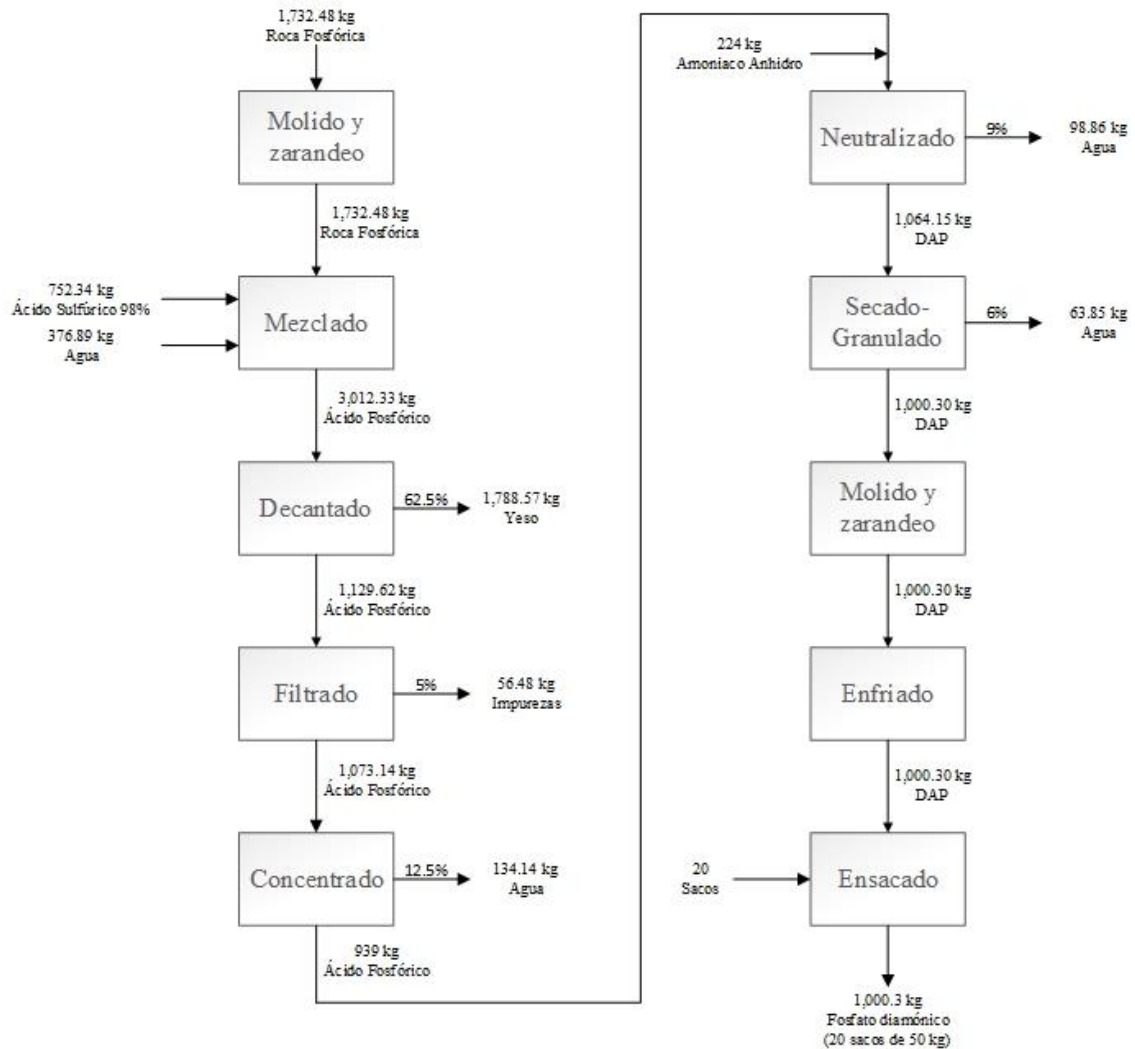 1,732.48 kg
Roca Fosfórica
Molido y
zarandeo
1,732.48 kg
Roca Fosfórica
752.34 kg
Ácido Sulfúrico 98%
376.89 kg
Agua
Mezclado
3,012.33 kg
Ácido Fosfórico
Decantado
62.5%
1,788.57 kg
Yeso
1,129.62 kg
Ácido Fosfórico
Filtrado
5%
56.48 kg
Impurezas
1,073.14 kg
Ácido Fosfórico
Concentrado
12.5%
134.14 kg
Agua
939 kg
Ácido Fosfórico
224 kg
Amoniaco Anhidro
Neutralizado
9%
98.86 kg
Agua
1,064.15 kg
DAP
Secado-
Granulado
6%
63.85 kg
Agua
1,000.30 kg
DAP
Molido y
zarandeo
1,000.30 kg
DAP
Enfriado
1,000.30 kg
DAP
20
Sacos
Ensacado
1,000.3 kg
Fosfato diamónico
(20 sacos de 50 kg)